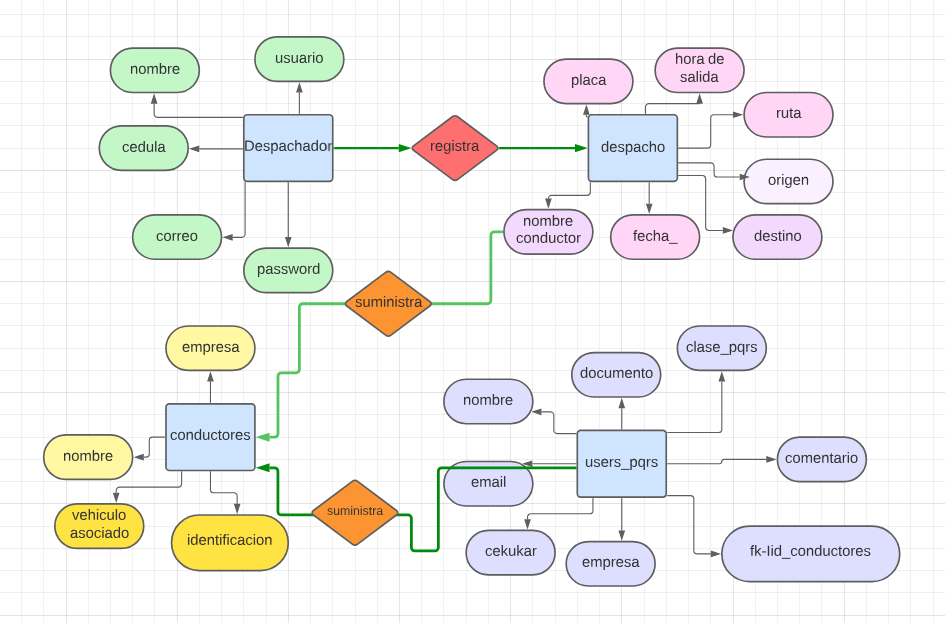 nombre
usuario
cedula
Despachador
correo
password
registra
placa
hora de
salida
ruta
despacho
origen
nombre
conductor
fecha_
destino
suministra
empresa
conductores
nombre
vehiculo
asociado
identificacion
suministra
nombre
documento
clase_pqrs
users_pqrs
comentario
email
cekukar
empresa
fk-Iid_conductores